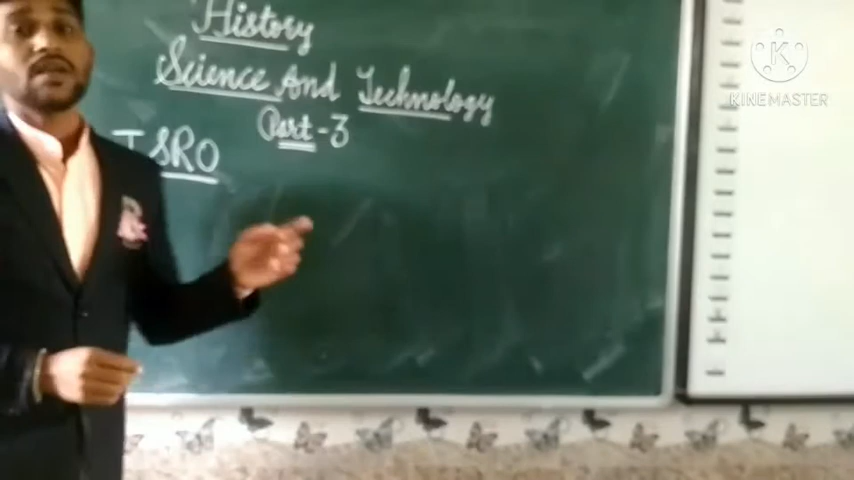 History
Science And Technology
Part-3
ISRO
KINEMASTER